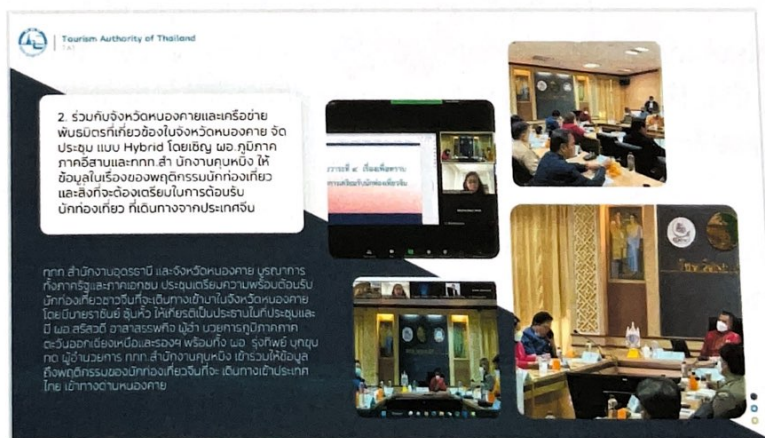 Tourism Authority of Thailand
TAT
2. ร่วมกับจังหวัดหนองคายและเครือข่าย
พันธมิตรที่เกี่ยวข้องในจังหวัดหนองคาย จัด
ประชุม แบบ Hybrid โดยเชิญ ผอ.ภูมิภาค
ภาคอีสานและททท.สำ นักงานคุนหมิง ให้
ข้อมูลในเรื่องของพฤติกรรมนักท่องเที่ยว
และสิ่งที่จะต้องเตรียมในการต้อนรับ
นักท่องเที่ยว ที่เดินทางจากประเทศจีน
ททท สำนักงานอุดรธานี และจังหวัดหนองคาย บูรณาการ
ทั้งภาครัฐและภาคเอกชน ประชุมเตรียมความพร้อมต้อนรับ
นักท่องเที่ยวชาวจีนที่จะเดินทางเข้ามาในจังหวัดหนองคาย
โดยมีนายราชันย์ ซุ้นหั้ว ให้เกียรติเป็นประธานในที่ประชุมและ
มี ผอ.สรัสวดี อาสาสรรพกิจ ผู้อำ นวยการภูมิภาคภาค
ตะวันออกเฉียงเหนือและรองฯ พร้อมทั้ง ผอ. รุ่งทิพย์ บุกขุน
ทด ผู้อำนวยการ ททท.สำนักงานคุนหมิง เข้าร่วมให้ข้อมูล
ถึงพฤติกรรมของนักท่องเที่ยวจีนที่จะ เดินทางเข้าประเทศ
ไทย เข้าทางด่านหนองคาย
วาระที่ ๔ เรื่องเพื่อทราบ